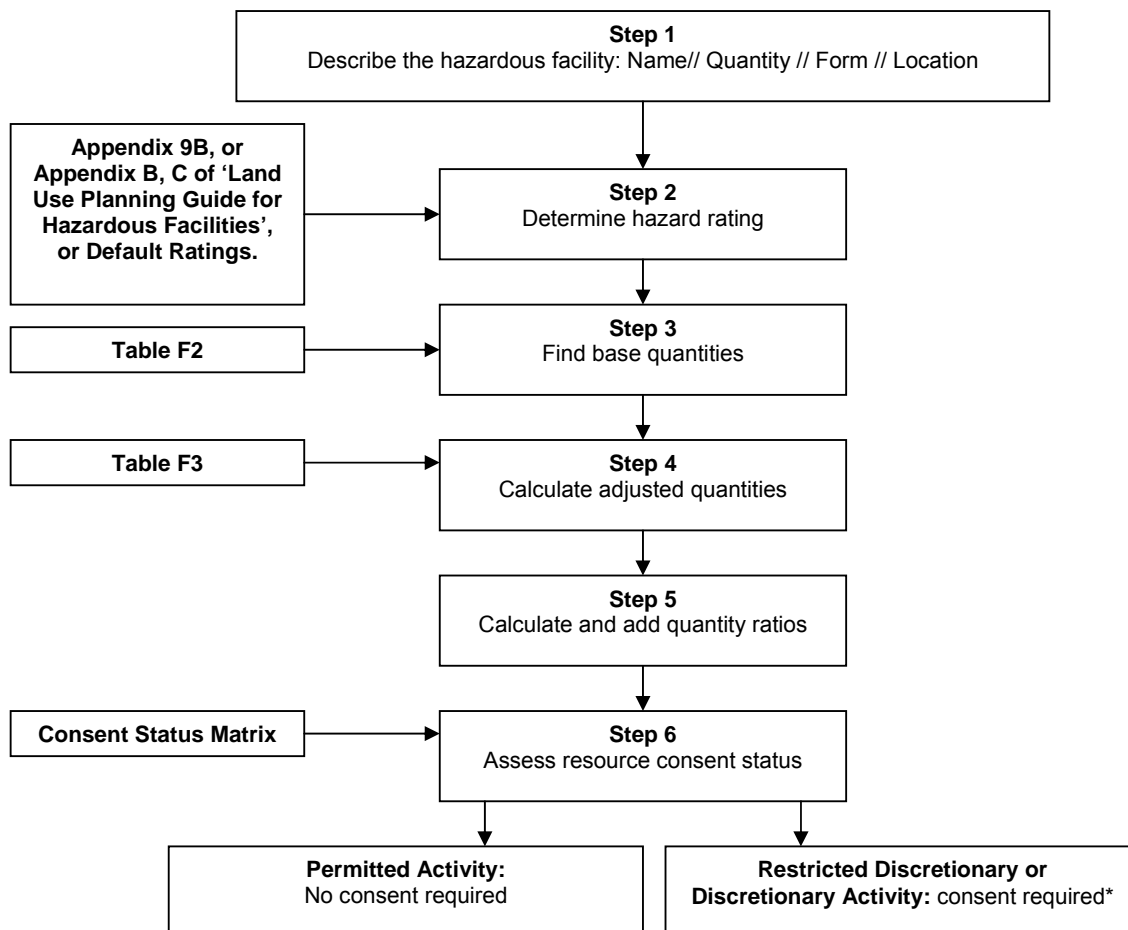 Step 1
Describe the hazardous facility: Name// Quantity // Form // Location
Appendix 9B, or
Appendix B, C of ‘Land
Use Planning Guide for
Hazardous Facilities’,
or Default Ratings.
Step 2
Determine hazard rating
Table F2
Step 3
Find base quantities
Table F3
Step 4
Calculate adjusted quantities
Step 5
Calculate and add quantity ratios
Consent Status Matrix
Step 6
Assess resource consent status
Permitted Activity:
No consent required
Restricted Discretionary or
Discretionary Activity: consent required*